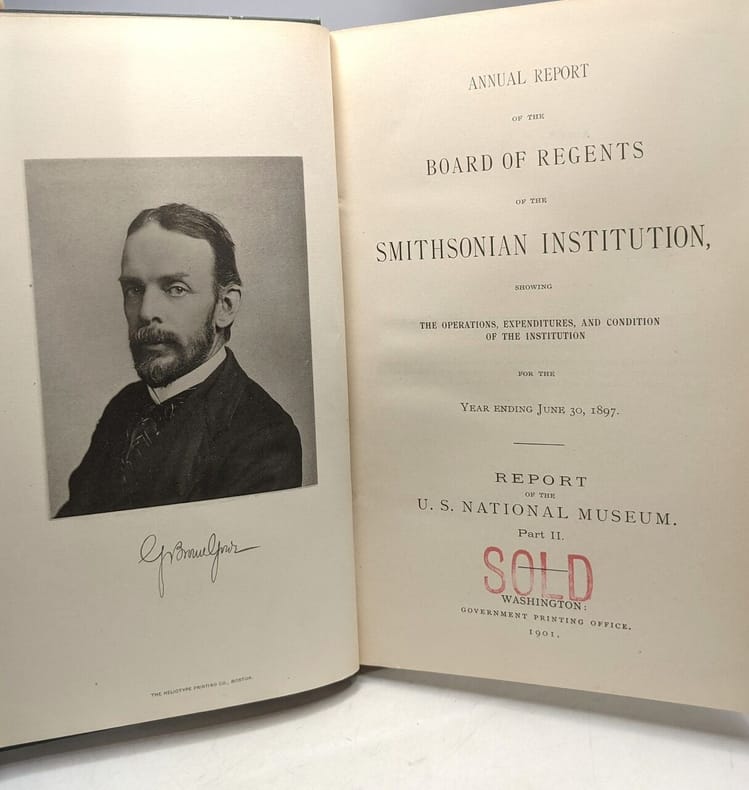 G. Brown Goode
THE HELIOTYPE PRINTING CO., BOSTON.
ANNUAL REPORT
OF THE
BOARD OF REGENTS
OF THE
SMITHSONIAN INSTITUTION,
SHOWING
THE OPERATIONS, EXPENDITURES, AND CONDITION
OF THE INSTITUTION
FOR THE
YEAR ENDING JUNE 30, 1897.
REPORT
OF THE
U. S. NATIONAL MUSEUM.
Part II.
SOLD
WASHINGTON:
GOVERNMENT PRINTING OFFICE.
1901.